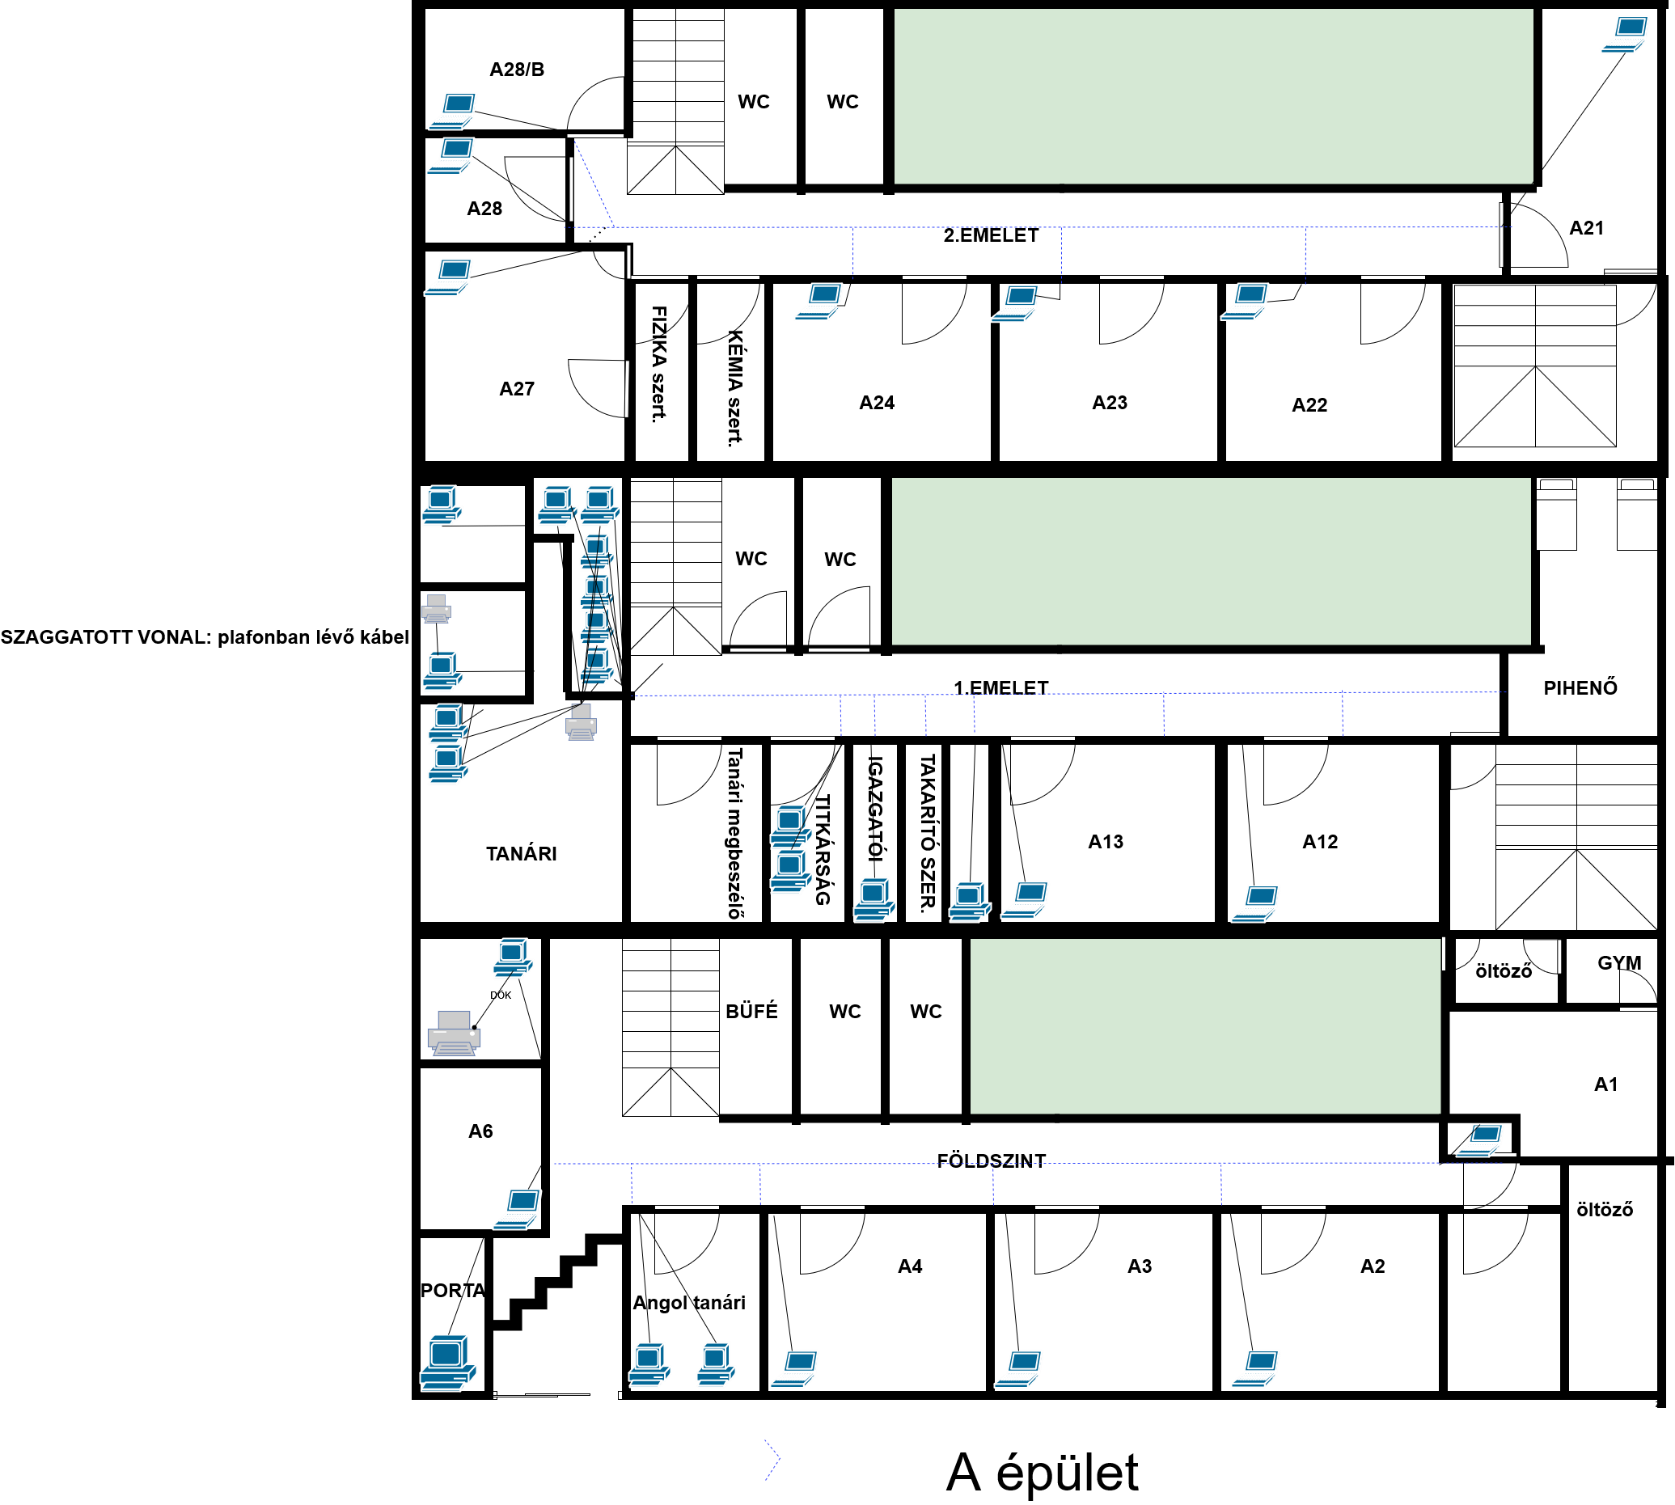 A28/B
WC
WC
A28
2.EMELET
A21
FIZIKA szert.
KÉMIA szert.
A27
A24
A23
A22
WC
WC
SZAGGATOTT VONAL: plafonban lévő kábel
1.EMELET
PIHENŐ
Tanári megbeszélő
TITKÁRSÁG
IGAZGATÓI
TAKARÍTÓ SZER.
A13
A12
TANÁRI
DÖK
BÜFÉ
WC
WC
öltöző
GYM
A1
A6
FÖLDSZINT
öltöző
PORTA
Angol tanári
A4
A3
A2
A épület